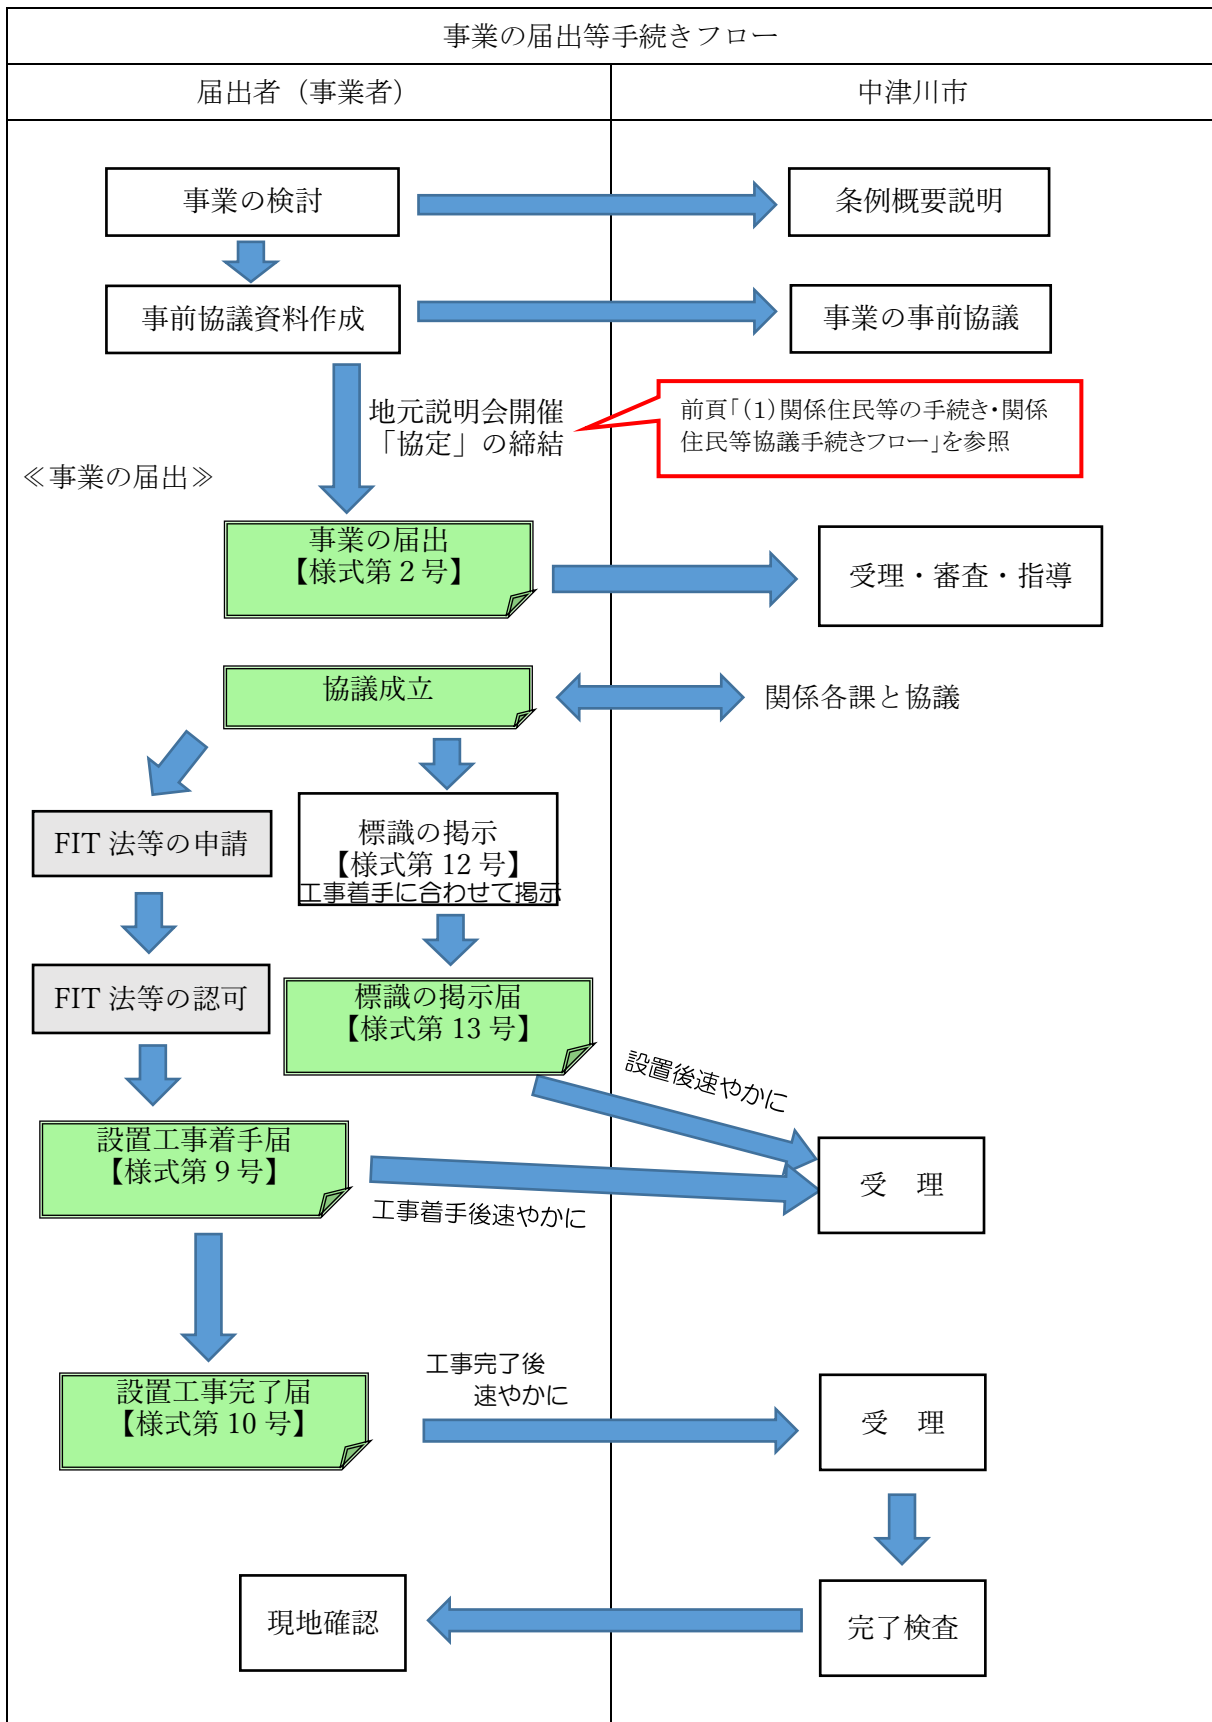 事業の届出等手続きフロー
届出者（事業者）
中津川市
事業の検討
条例概要説明
事前協議資料作成
事業の事前協議
地元説明会開催
「協定」の締結
前頁「（１）関係住民等の手続き・関係
住民等協議手続きフロー」を参照
≪事業の届出≫
事業の届出
【様式第２号】
受理・審査・指導
協議成立
関係各課と協議
FIT 法等の申請
標識の掲示
【様式第 12 号】
工事着手に合わせて掲示
FIT 法等の認可
標識の掲示届
【様式第 13 号】
設置後速やかに
設置工事着手届
【様式第９号】
工事着手後速やかに
受　理
設置工事完了届
【様式第 10 号】
工事完了後
速やかに
受　理
現地確認
完了検査